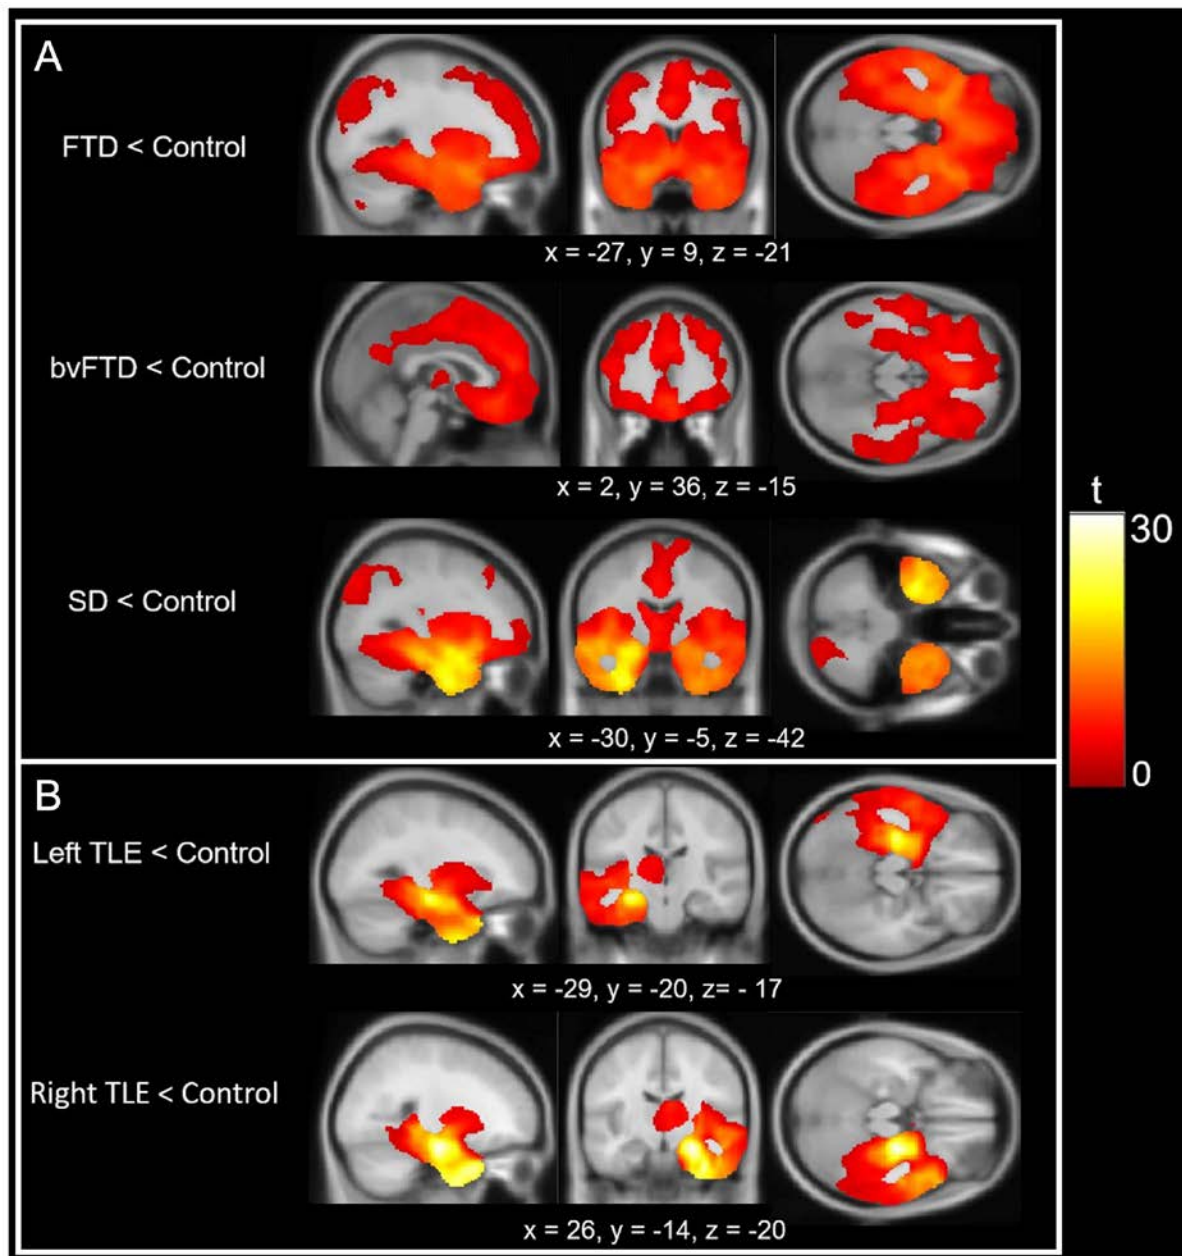 A
FTD < Control
x = -27, y = 9, z = -21
bvFTD < Control
x = 2, y = 36, z = -15
SD < Control
x = -30, y = -5, z = -42
t
30
0
B
Left TLE < Control
x = -29, y = -20, z= - 17
Right TLE < Control
x = 26, y = -14, z = -20